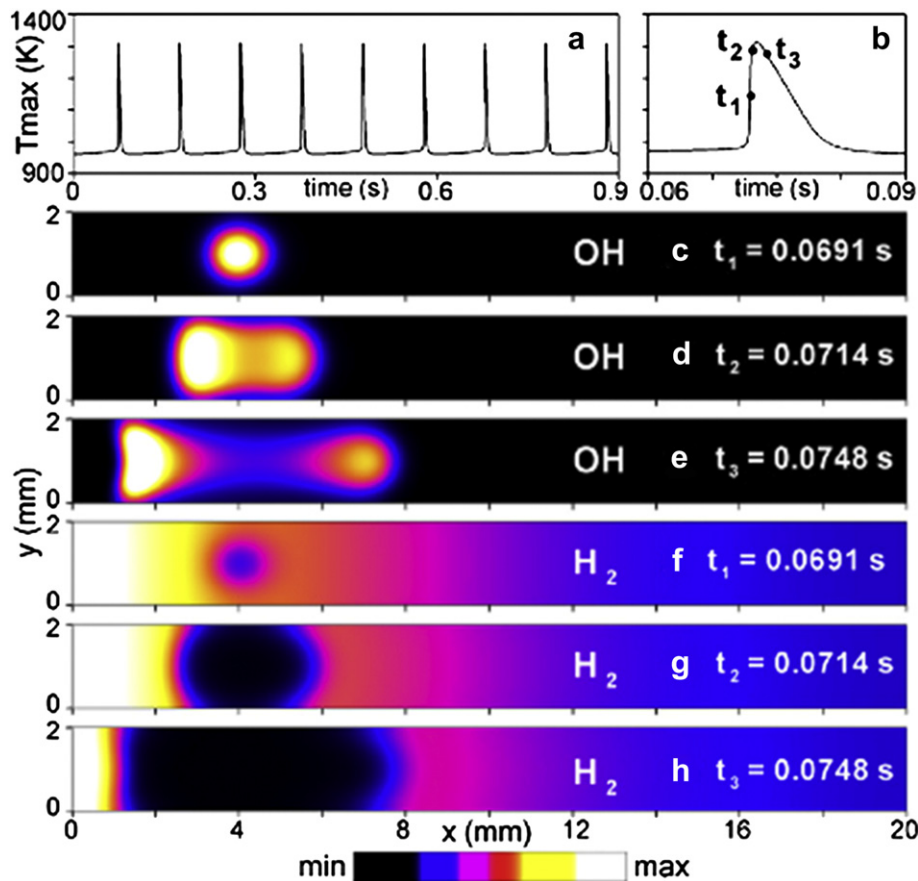 1400
Tmax (K)
900
a
0
0.3
time (s)
0.6
0.9
b
t2
t3
t1
0.06
time (s)
0.09
2
0
OH
c
t1 = 0.0691 s
2
0
OH
d
t2 = 0.0714 s
2
0
OH
e
t3 = 0.0748 s
y (mm)
2
0
H2
f
t1 = 0.0691 s
2
0
H2
g
t2 = 0.0714 s
2
0
H2
h
t3 = 0.0748 s
0
4
x (mm)
8
12
16
20
min
max